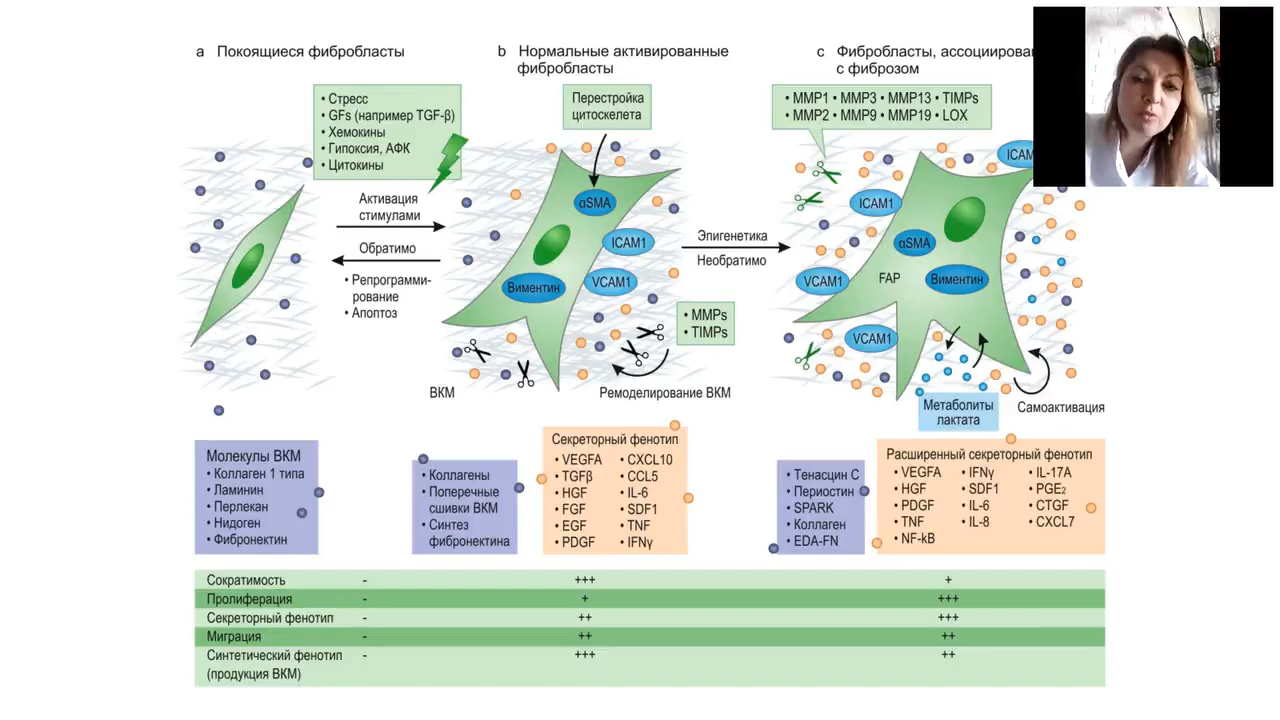 a Покоящиеся фибробласты
b Нормальные активированные
фибробласты
c Фибробласты,
с фиброзом
• Стресс
• GFs (например TGF-β)
• Хемокины
• Гипоксия, АФК
• Цитокины
Перестройка
цитоскелета
• MMP1 • MMP3 • MMP13 • TIMPs
• MMP2 • MMP9 • MMP19 • LOX
Активация
стимулами
Обратимо
• Репрограмми-
рование
• Апоптоз
αSMA
ICAM1
Виментин
VCAM1
• MMPs
• TIMPs
ВКМ
Ремоделирование ВКМ
Эпигенетика
Необратимо
ICAM1
αSMA
VCAM1
FAP
Виментин
VCAM1
Метаболиты
лактата
Самоактивация
Молекулы ВКМ
• Коллаген 1 типа
• Ламинин
• Перлекан
• Нидоген
• Фибронектин
• Коллагены
• Поперечные
сшивки ВКМ
• Синтез
фибронектина
Секреторный фенотип
• VEGFA • CXCL10
• TGFβ • CCL5
• HGF • IL-6
• FGF • SDF1
• EGF • TNF
• PDGF • IFNγ
• Тенасцин С
• Периостин
• SPARK
• Коллаген
• EDA-FN
Расширенный секреторный фенотип
• VEGFA • IFNγ • IL-17A
• HGF • SDF1 • PGE₂
• PDGF • IL-6 • CTGF
• TNF • IL-8 • CXCL7
• NF-kB
Сократимость - +++ +
Пролиферация - + +++
Секреторный фенотип - ++ +++
Миграция - ++ ++
Синтетический фенотип - +++ ++
(продукция ВКМ)